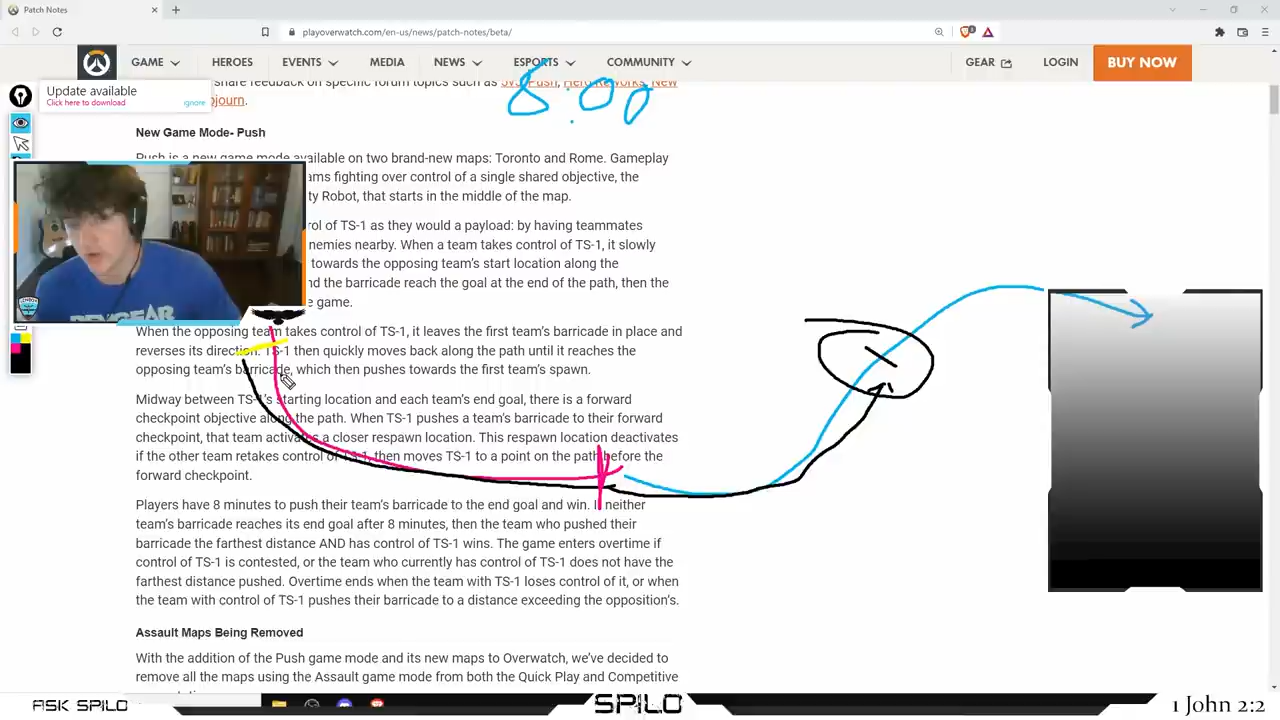 Patch Notes
playoverwatch.com/en-us/news/patch-notes/beta/
GAME HEROES EVENTS MEDIA NEWS ESPORTS COMMUNITY GEAR LOGIN BUY NOW
Update available
Click here to download ignore
8:00
share feedback on specific forum topics such as
New Game Mode- Push
Push is a new game mode available on two brand-new maps: Toronto and Rome. Gameplay
ams fighting over control of a single shared objective, the
ty Robot, that starts in the middle of the map.
rol of TS-1 as they would a payload: by having teammates
nemies nearby. When a team takes control of TS-1, it slowly
towards the opposing team's start location along the
nd the barricade reach the goal at the end of the path, then the
e game.
When the opposing team takes control of TS-1, it leaves the first team's barricade in place and
reverses its direction. TS-1 then quickly moves back along the path until it reaches the
opposing team's barricade, which then pushes towards the first team's spawn.
Midway between TS-1's starting location and each team's end goal, there is a forward
checkpoint objective along the path. When TS-1 pushes a team's barricade to their forward
checkpoint, that team activates a closer respawn location. This respawn location deactivates
if the other team retakes control of TS-1, then moves TS-1 to a point on the path before the
forward checkpoint.
Players have 8 minutes to push their team's barricade to the end goal and win. If neither
team's barricade reaches its end goal after 8 minutes, then the team who pushed their
barricade the farthest distance AND has control of TS-1 wins. The game enters overtime if
control of TS-1 is contested, or the team who currently has control of TS-1 does not have the
farthest distance pushed. Overtime ends when the team with TS-1 loses control of it, or when
the team with control of TS-1 pushes their barricade to a distance exceeding the opposition's.
Assault Maps Being Removed
With the addition of the Push game mode and its new maps to Overwatch, we've decided to
remove all the maps using the Assault game mode from both the Quick Play and Competitive
ASK SPILO SPILO 1 John 2:2